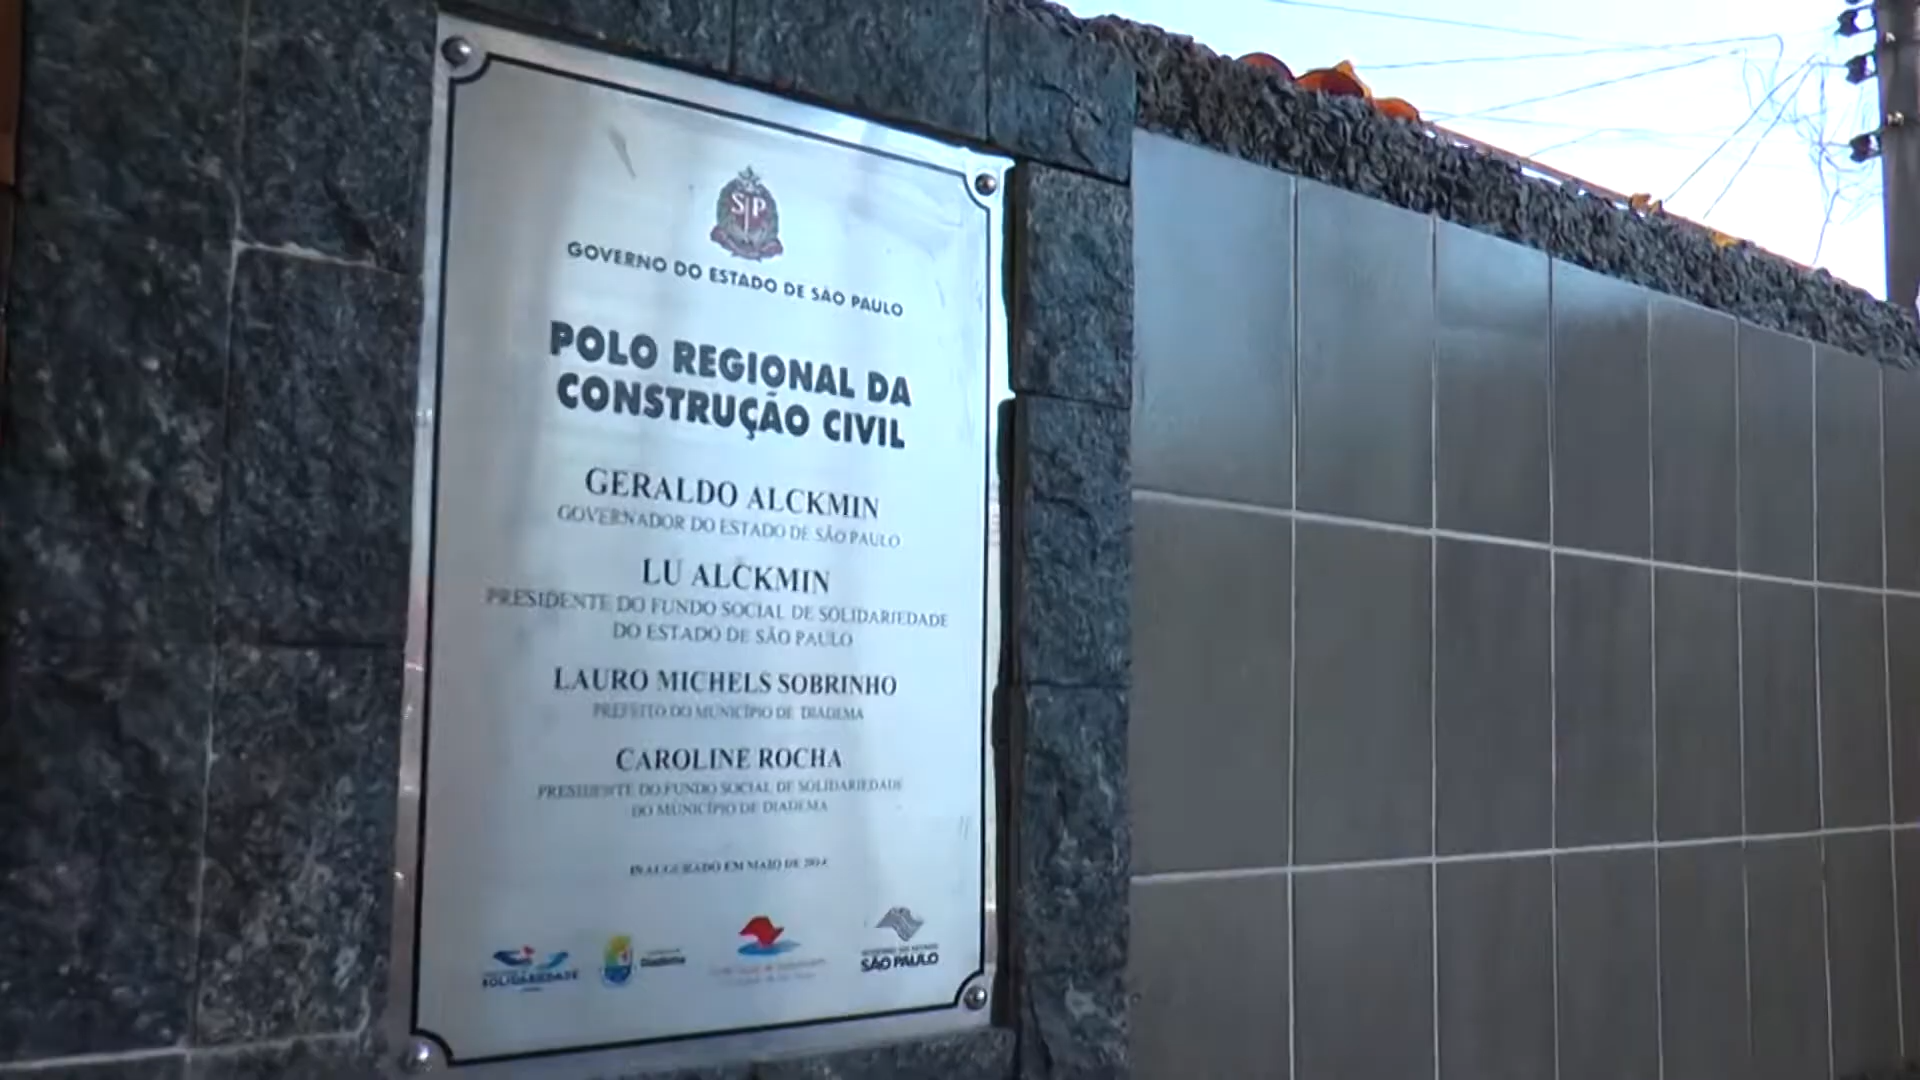 SP
GOVERNO DO ESTADO DE SÃO PAULO
POLO REGIONAL DA
CONSTRUÇÃO CIVIL
GERALDO ALCKMIN
GOVERNADOR DO ESTADO DE SÃO PAULO
LU ALCKMIN
PRESIDENTE DO FUNDO SOCIAL DE SOLIDARIEDADE
DO ESTADO DE SÃO PAULO
LAURO MICHELS SOBRINHO
PREFEITO DO MUNICÍPIO DE DIADEMA
CAROLINE ROCHA
PRESIDENTE DO FUNDO SOCIAL DE SOLIDARIEDADE
DO MUNICÍPIO DE DIADEMA
INAUGURADO EM MAIO DE
SOLIDARIEDADE
Diadema
SÃO PAULO